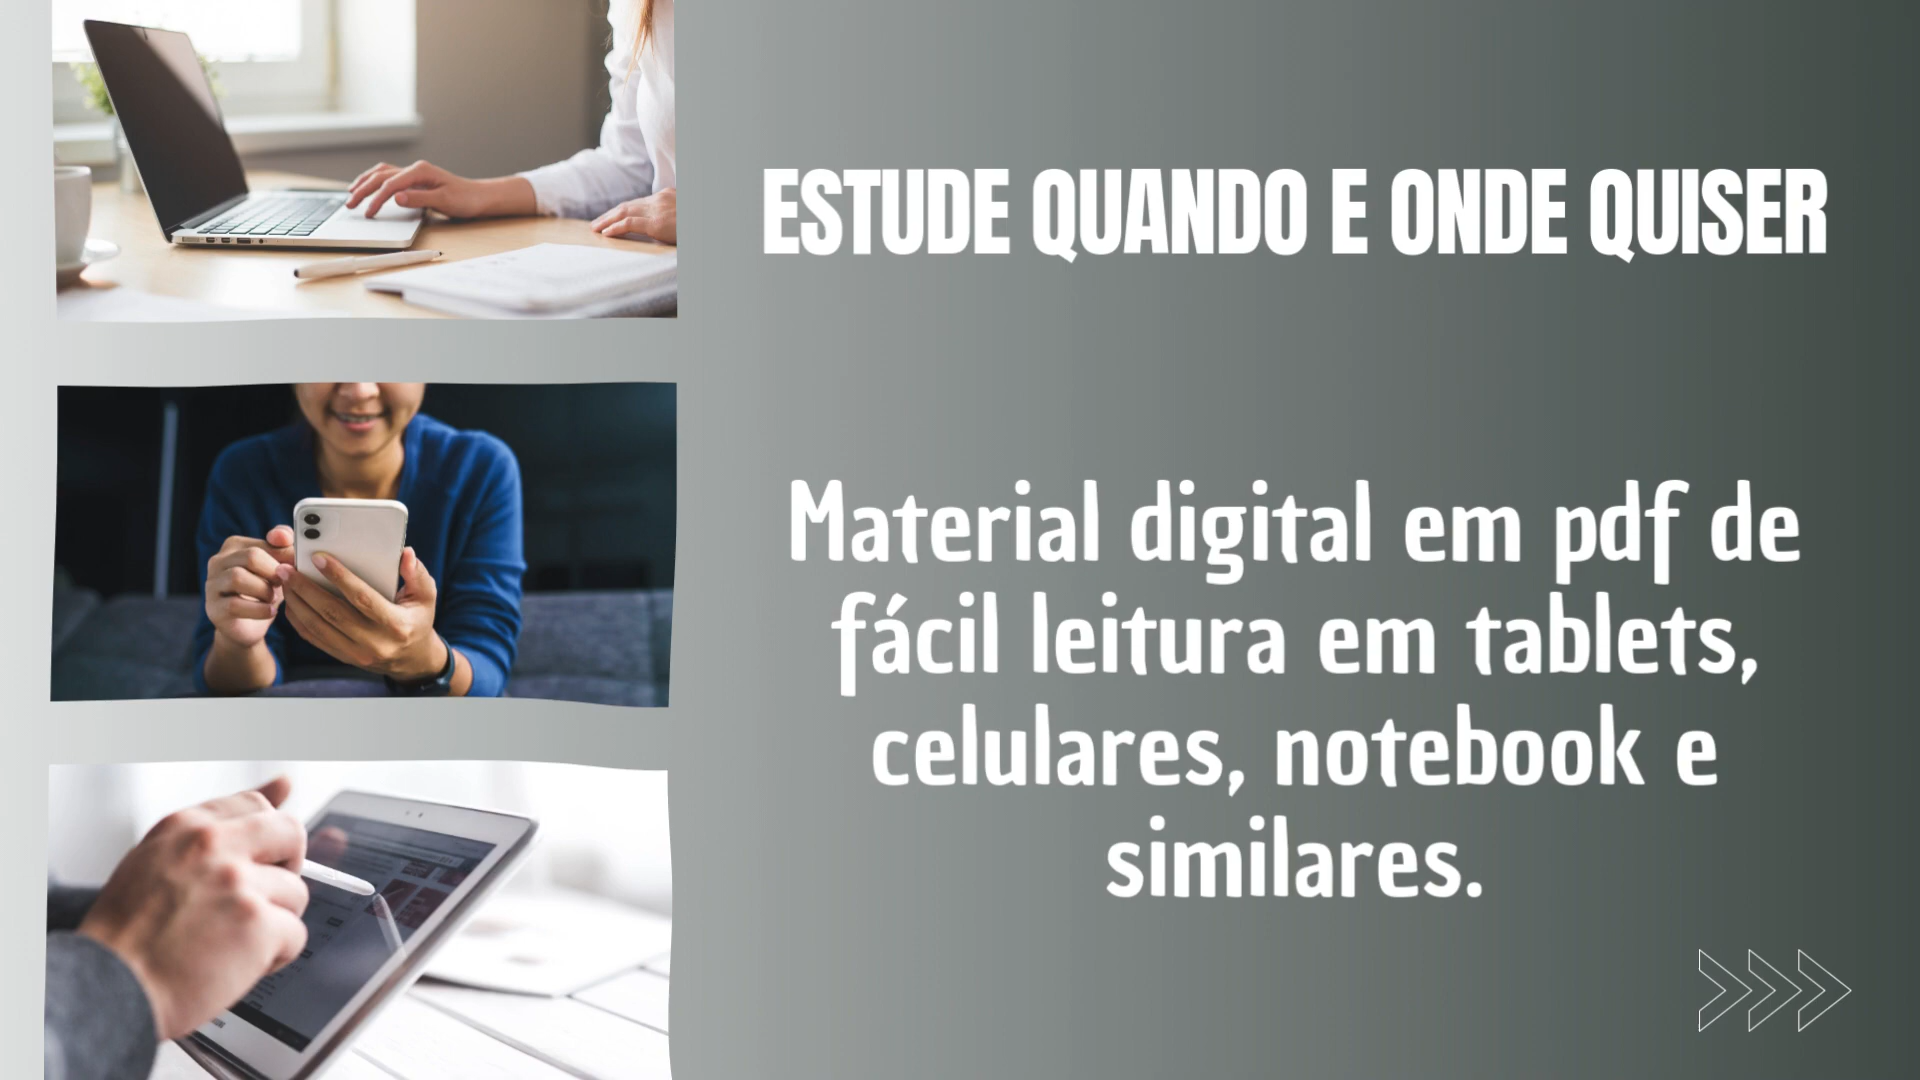 ESTUDE QUANDO E ONDE QUISER
Material digital em pdf de
fácil leitura em tablets,
celulares, notebook e
similares.